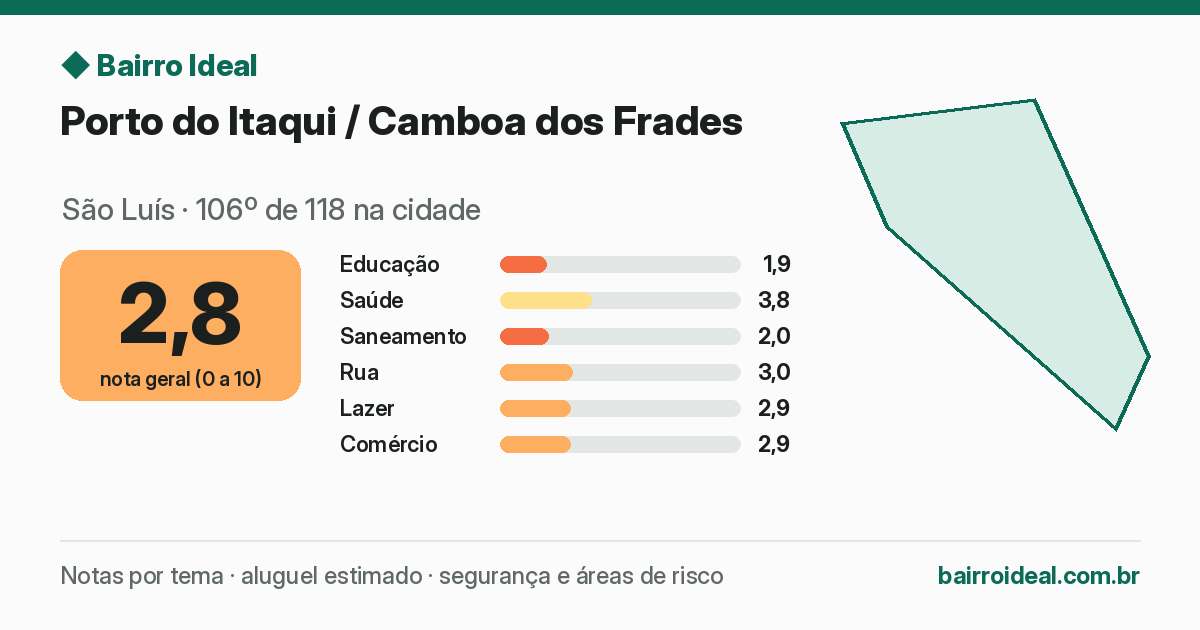 Bairro Ideal
Porto do Itaqui / Camboa dos Frades
São Luís · 106º de 118 na cidade
2,8
nota geral (0 a 10)
Educação 1,9
Saúde 3,8
Saneamento 2,0
Rua 3,0
Lazer 2,9
Comércio 2,9
Notas por tema · aluguel estimado · segurança e áreas de risco
bairroideal.com.br